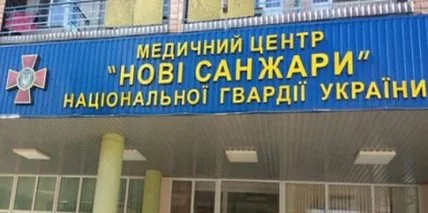 МЕДИЧНИЙ ЦЕНТР
"НОВІ САНЖАРИ"
НАЦІОНАЛЬНОЇ ГВАРДІЇ УКРАЇНИ